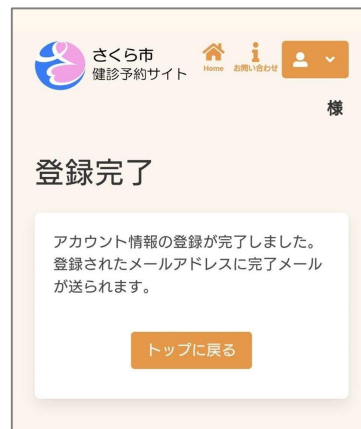 さくら市
健診予約サイト
Home
お問い合わせ
様
登録完了
アカウント情報の登録が完了しました。
登録されたメールアドレスに完了メール
が送られます。
トップに戻る